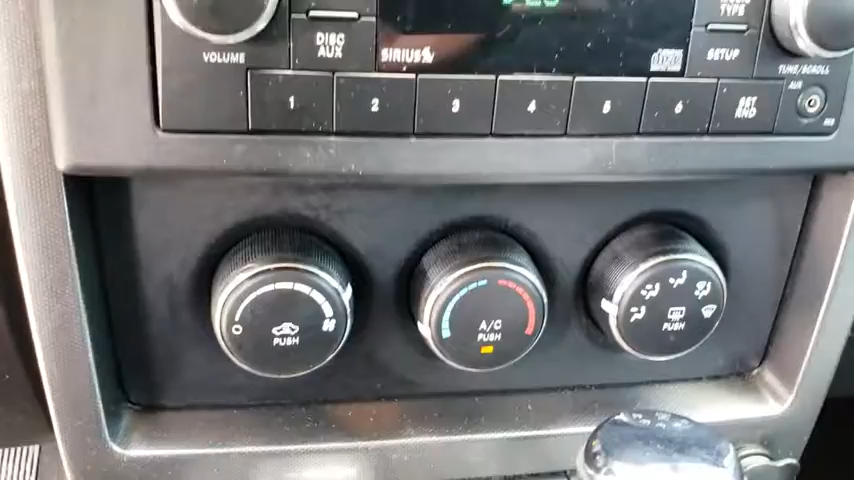 TYPE
DISC
AUX
SETUP
VOLUME
SIRIUS
TUNE/SCROLL
1
2
3
4
5
6
SET
RND
AUX
PUSH
A/C
PUSH
PUSH